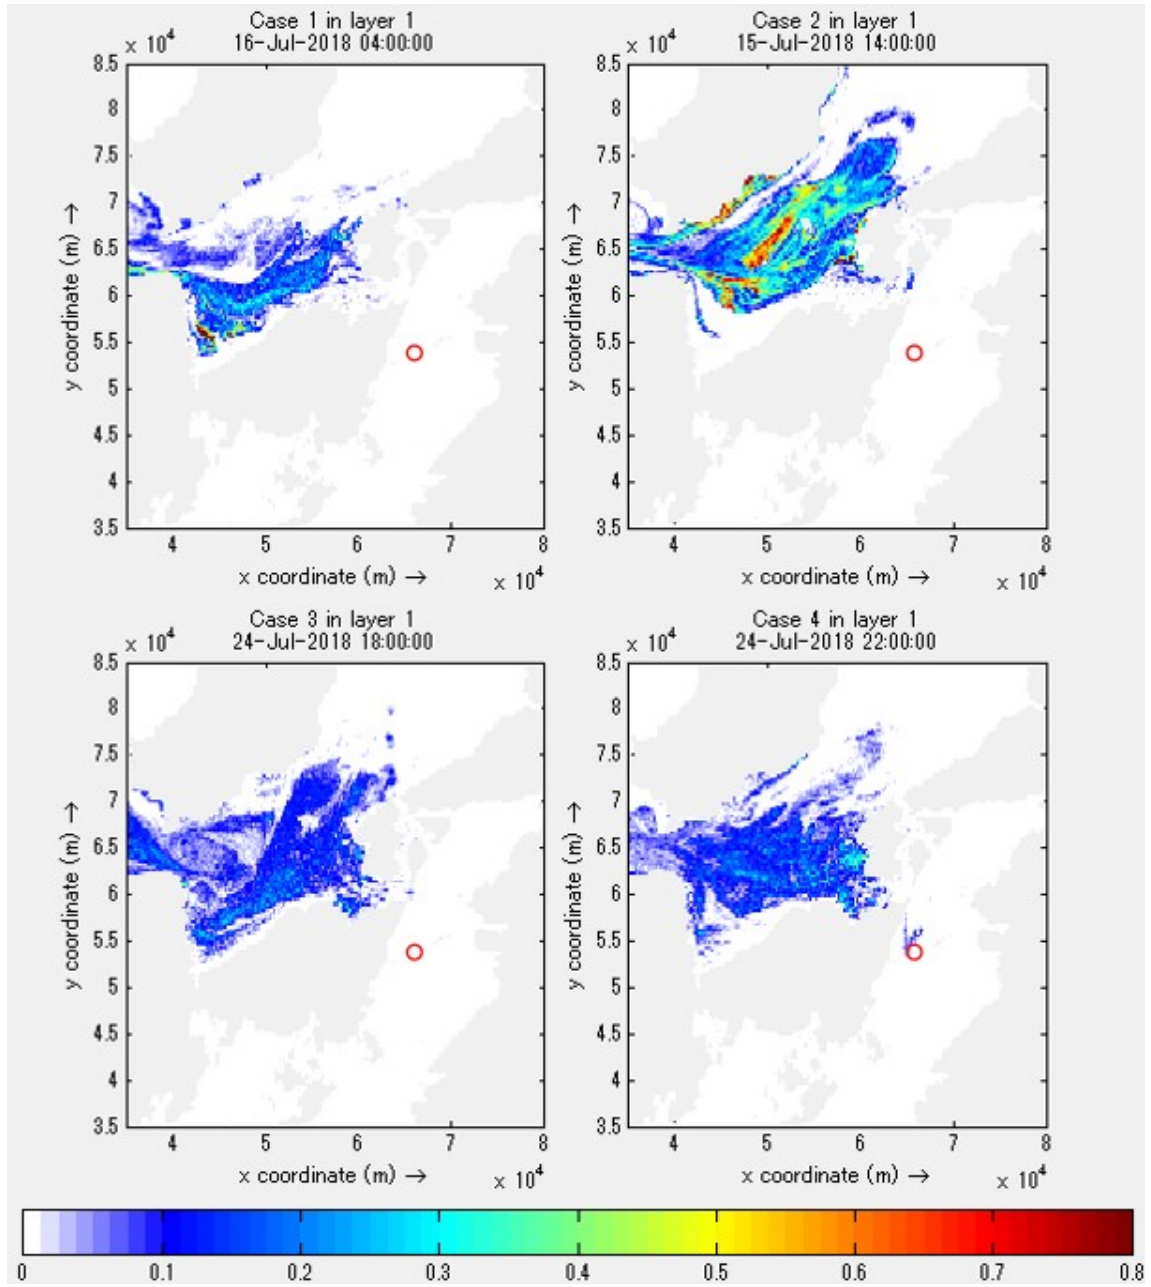 Case 1 in layer 1
16-Jul-2018 04:00:00
x 10^4
8.5
8
7.5
7
6.5
6
5.5
5
4.5
4
3.5
y coordinate (m) →
4 5 6 7 8
x coordinate (m) →
x 10^4
Case 2 in layer 1
15-Jul-2018 14:00:00
x 10^4
8.5
8
7.5
7
6.5
6
5.5
5
4.5
4
3.5
y coordinate (m) →
4 5 6 7 8
x coordinate (m) →
x 10^4
Case 3 in layer 1
24-Jul-2018 18:00:00
x 10^4
8.5
8
7.5
7
6.5
6
5.5
5
4.5
4
3.5
y coordinate (m) →
4 5 6 7 8
x coordinate (m) →
x 10^4
Case 4 in layer 1
24-Jul-2018 22:00:00
x 10^4
8.5
8
7.5
7
6.5
6
5.5
5
4.5
4
3.5
y coordinate (m) →
4 5 6 7 8
x coordinate (m) →
x 10^4
0 0.1 0.2 0.3 0.4 0.5 0.6 0.7 0.8